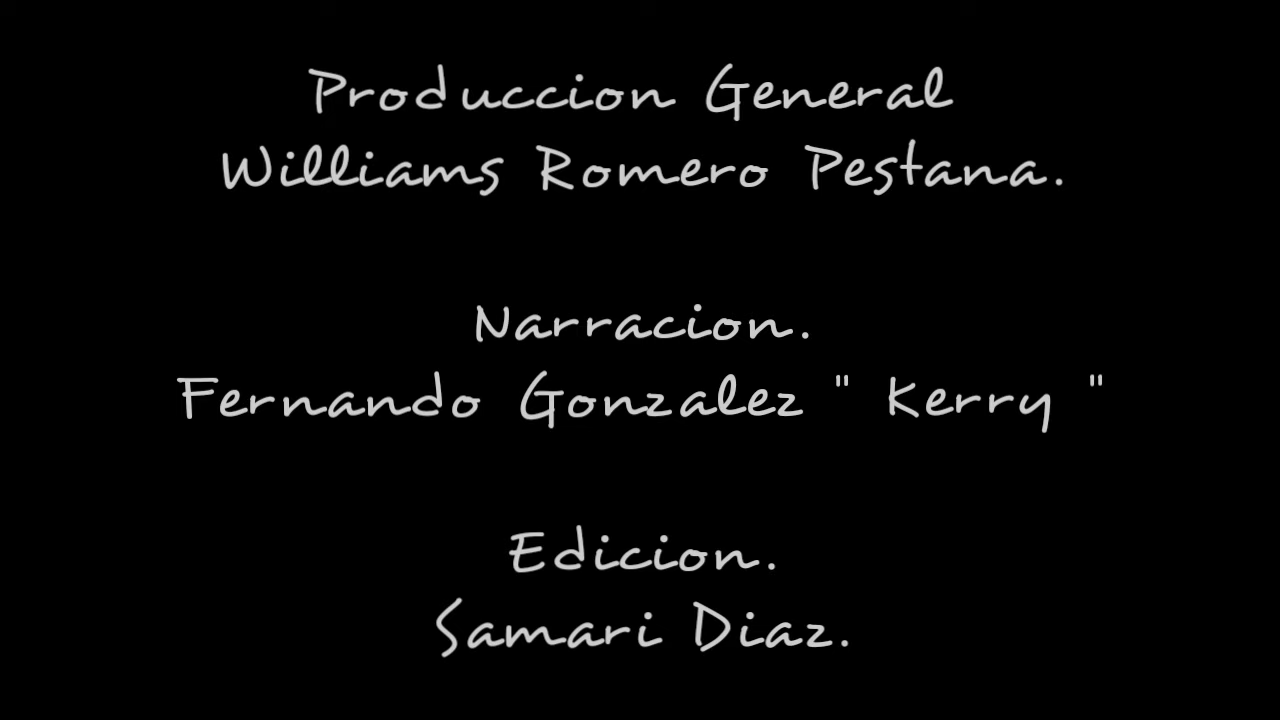 Produccion General
Williams Romero Pestana.
Narracion.
Fernando Gonzalez " Kerry "
Edicion.
Samari Diaz.